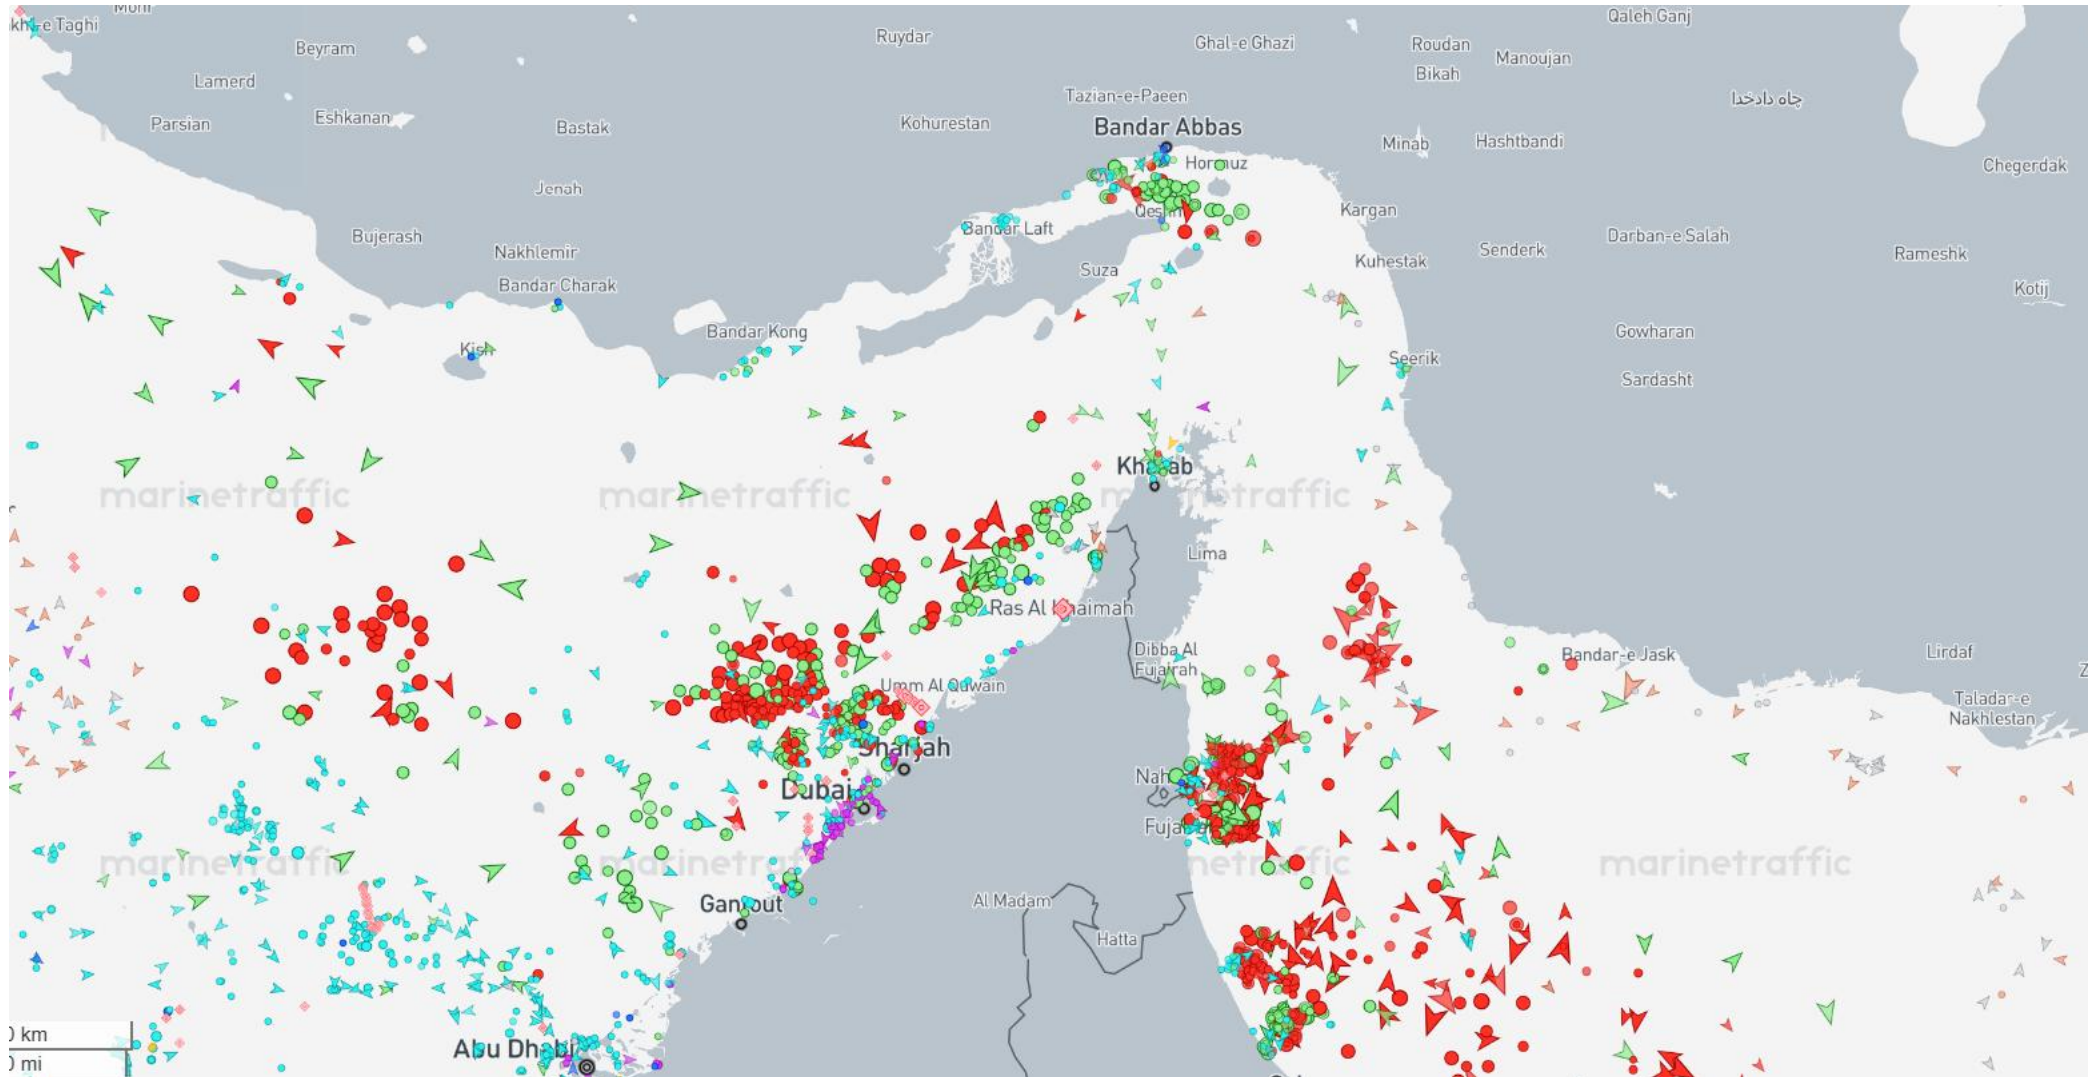 Qaleh Ganj
Beyram
Ruydar
Ghal-e Ghazi
Roudan
Manoujan
Bikah
Lamerd
Tazian-e-Paeen
چاه دادخدا
Parsian
Eshkanan
Bastak
Kohurestan
Bandar Abbas
Minab
Hashtbandi
Hormuz
Chegerdak
Jenah
Kargan
Bujerash
Bandar Laft
Qeshm
Darban-e Salah
Nakhlemir
Senderk
Rameshk
Suza
Kuhestak
Bandar Charak
Kotij
Bandar Kong
Gowharan
Kish
Seerik
Sardasht
Khasab
marinetraffic
marinetraffic
marinetraffic
Lima
Ras Al Khaimah
Dibba Al
Fujairah
Bandar-e Jask
Lirdaf
Umm Al Quwain
Taladar-e
Nakhlestan
Sharjah
Dubai
Fujairah
marinetraffic
marinetraffic
marinetraffic
marinetraffic
Gantout
Al Madam
Hatta
km
mi
Abu Dhabi